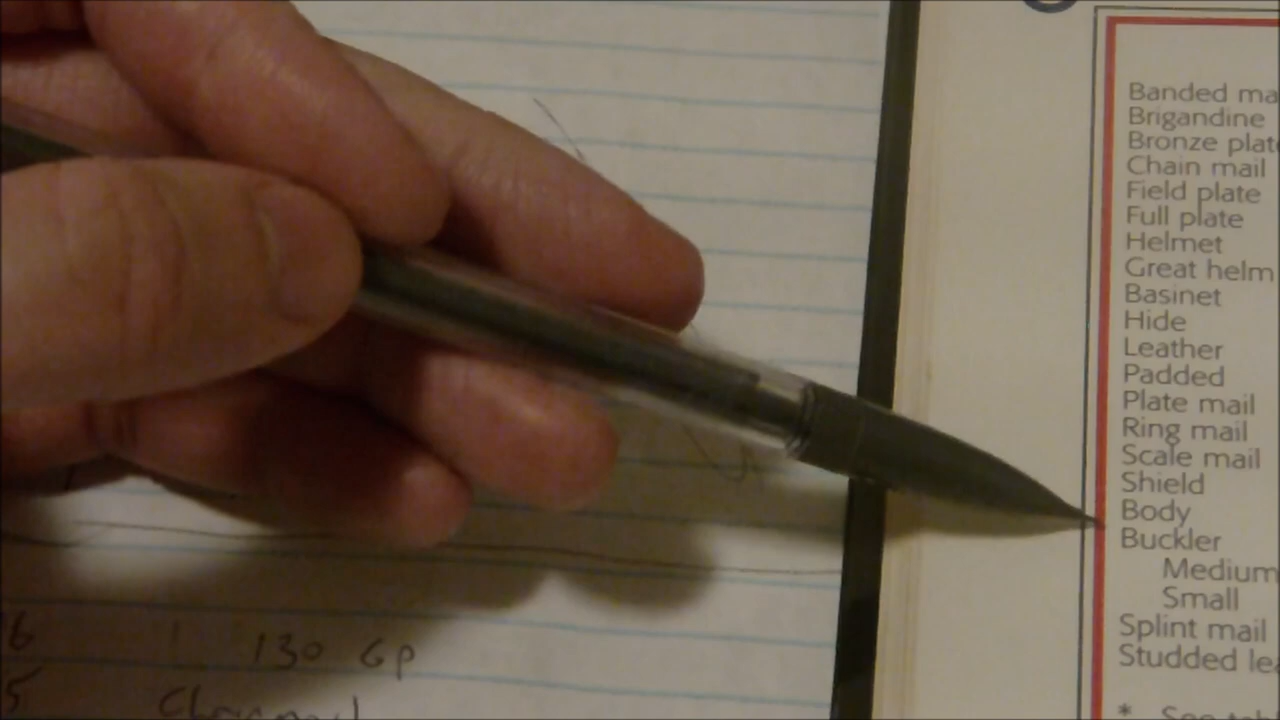 Banded ma
Brigandine
Bronze plat
Chain mail
Field plate
Full plate
Helmet
Great helm
Basinet
Hide
Leather
Padded
Plate mail
Ring mail
Scale mail
Shield
Body
Buckler
Medium
Small
Splint mail
Studded lea
*
130 Gp